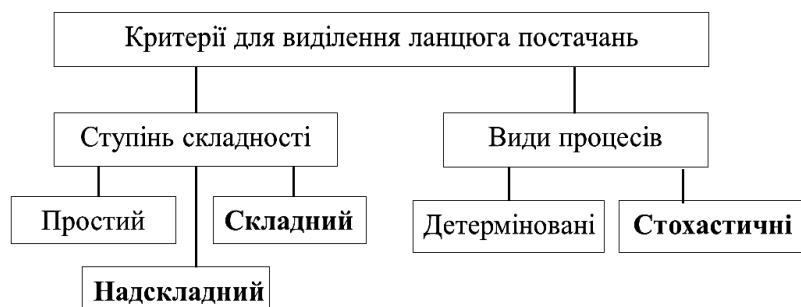 Критерії для виділення ланцюга постачань
Ступінь складності
Види процесів
Простий
Складний
Детерміновані
Стохастичні
Надскладний